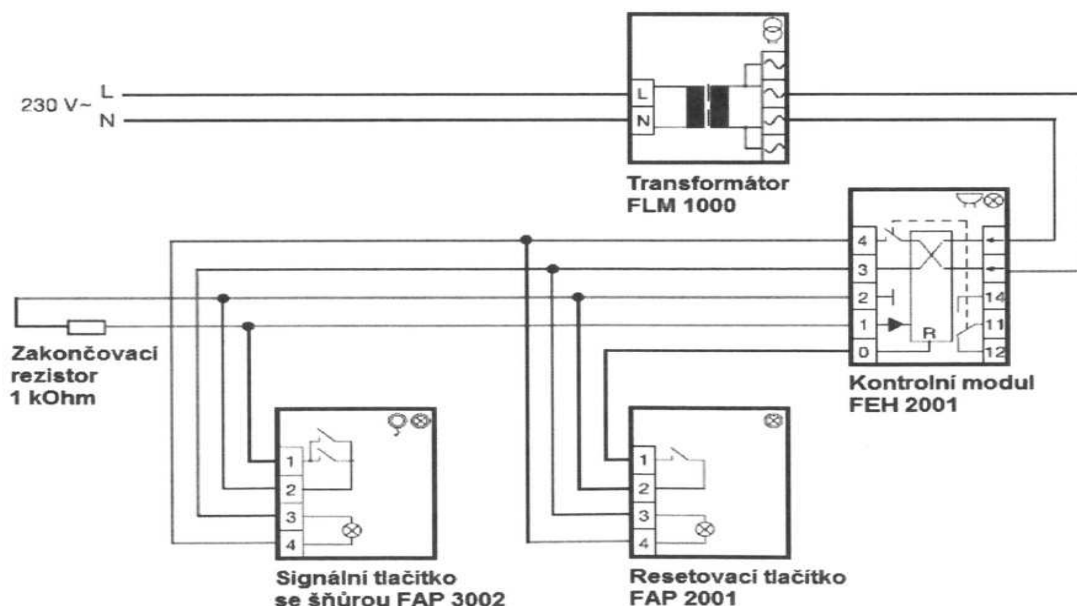 230 V~
L
N
L
N
Transformátor
FLM 1000
4
3
2
1
0
R
14
11
12
Kontrolní modul
FEH 2001
Zakončovací
rezistor
1 kOhm
1
2
3
4
Signální tlačítko
se šňůrou FAP 3002
1
2
3
4
Resetovací tlačítko
FAP 2001